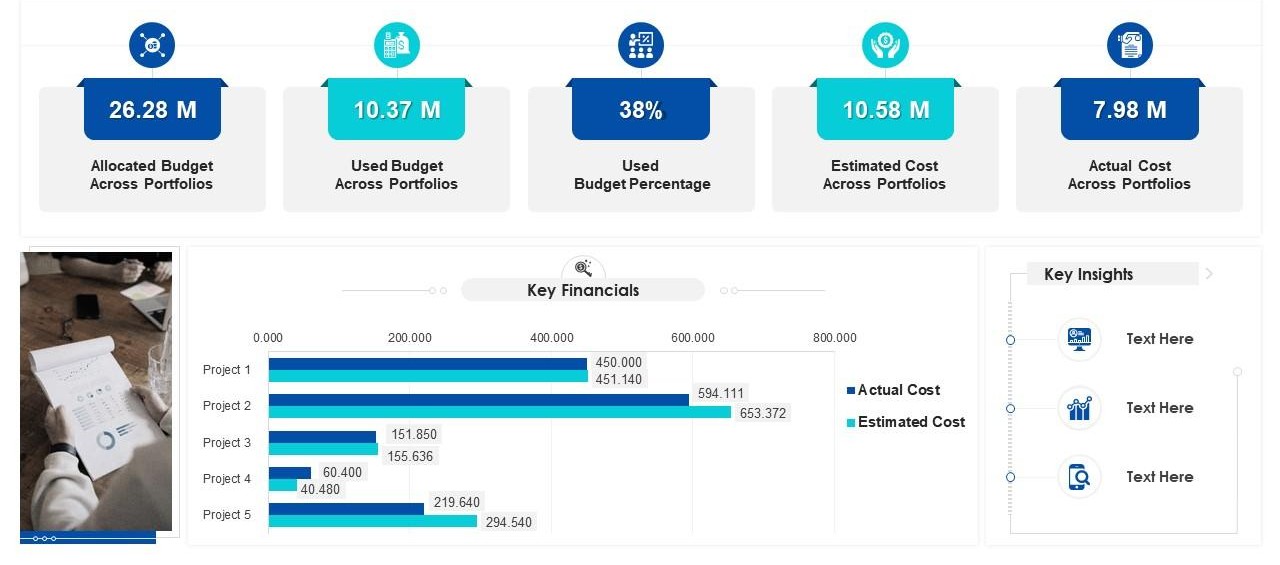 26.28 M
10.37 M
38%
10.58 M
7.98 M
Allocated Budget
Across Portfolios
Used Budget
Across Portfolios
Used
Budget Percentage
Estimated Cost
Across Portfolios
Actual Cost
Across Portfolios
Key Financials
0.000
200.000
400.000
600.000
800.000
Project 1
450.000
451.140
Project 2
594.111
653.372
Project 3
151.850
155.636
Project 4
60.400
40.480
Project 5
219.640
294.540
Actual Cost
Estimated Cost
Key Insights
Text Here
Text Here
Text Here